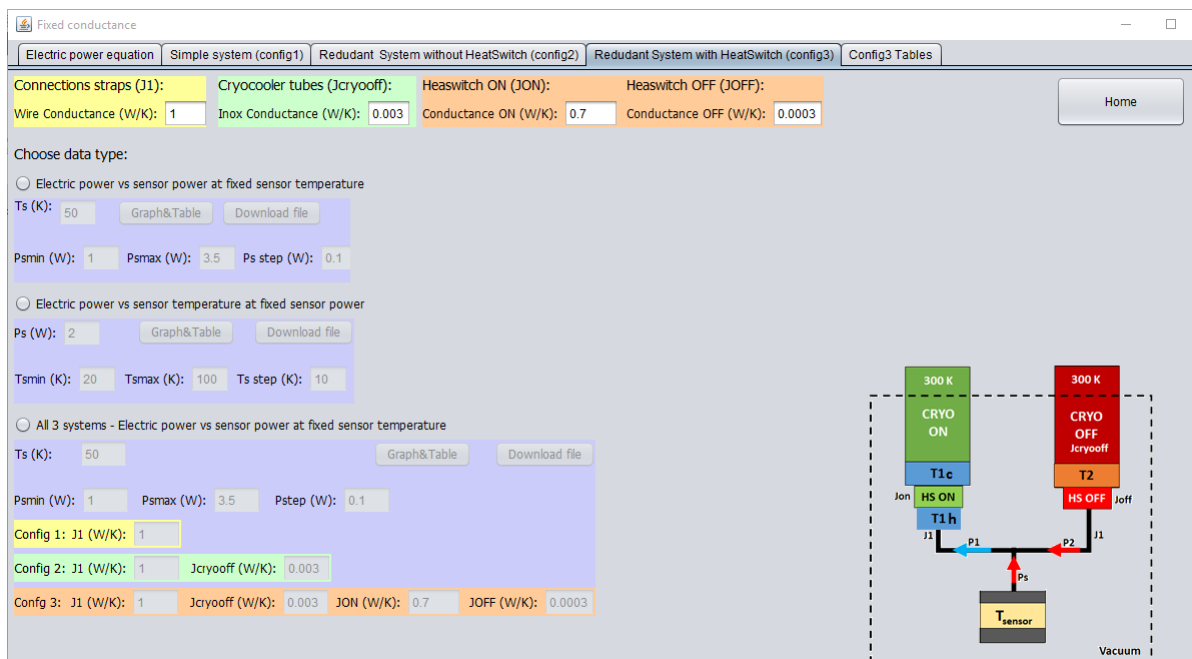 Fixed conductance
Electric power equation Simple system (config1) Redudant System without HeatSwitch (config2) Redudant System with HeatSwitch (config3) Config3 Tables
Connections straps (J1): Cryocooler tubes (Jcryooff): Heaswitch ON (JON): Heaswitch OFF (JOFF):
Wire Conductance (W/K): 1 Inox Conductance (W/K): 0.003 Conductance ON (W/K): 0.7 Conductance OFF (W/K): 0.0003
Home
Choose data type:
Electric power vs sensor power at fixed sensor temperature
Ts (K): 50 Graph&Table Download file
Psmin (W): 1 Psmax (W): 3.5 Ps step (W): 0.1
Electric power vs sensor temperature at fixed sensor power
Ps (W): 2 Graph&Table Download file
Tsmin (K): 20 Tsmax (K): 100 Ts step (K): 10
All 3 systems - Electric power vs sensor power at fixed sensor temperature
Ts (K): 50 Graph&Table Download file
Psmin (W): 1 Psmax (W): 3.5 Pstep (W): 0.1
Config 1: J1 (W/K): 1
Config 2: J1 (W/K): 1 Jcryooff (W/K): 0.003
Confg 3: J1 (W/K): 1 Jcryooff (W/K): 0.003 JON (W/K): 0.7 JOFF (W/K): 0.0003
300 K 300 K
CRYO CRYO
ON OFF
Jcryooff
T1c T2
Jon HS ON HS OFF Joff
T1h
J1 P1 P2 J1
Ps
Tsensor
Vacuum